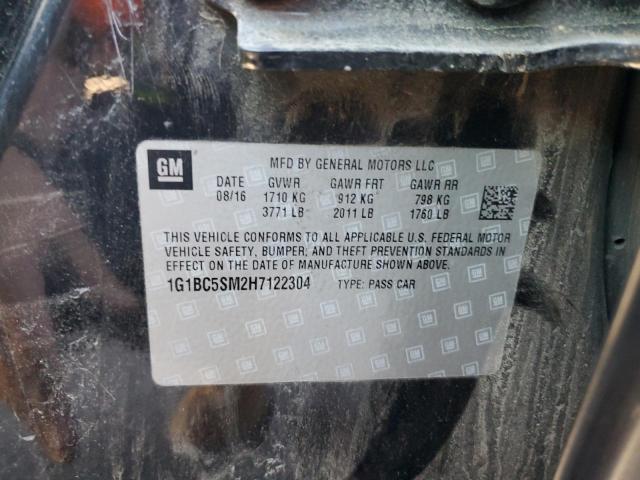 GM
MFD BY GENERAL MOTORS LLC
DATE GVWR GAWR FRT GAWR RR
08/16 1710 KG 912 KG 798 KG
3771 LB 2011 LB 1760 LB
THIS VEHICLE CONFORMS TO ALL APPLICABLE U.S. FEDERAL MOTOR
VEHICLE SAFETY, BUMPER, AND THEFT PREVENTION STANDARDS IN
EFFECT ON THE DATE OF MANUFACTURE SHOWN ABOVE.
1G1BC5SM2H7122304 TYPE: PASS CAR